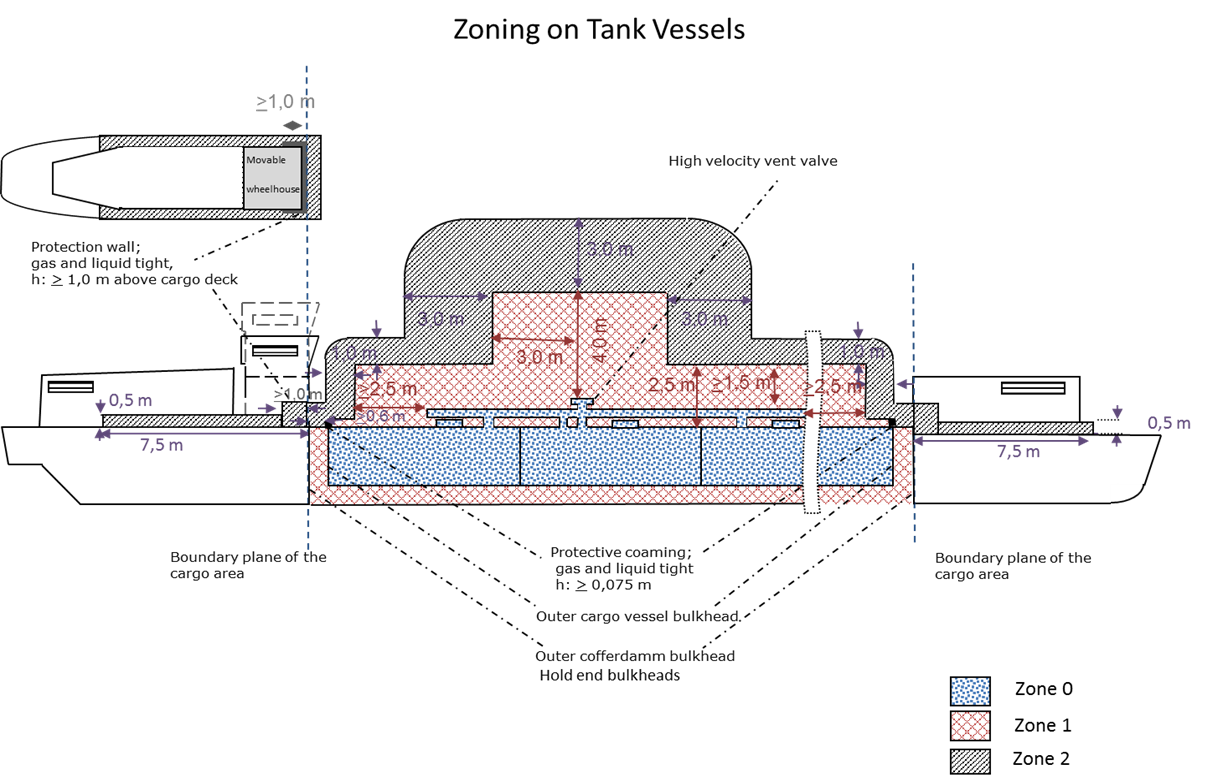 Zoning on Tank Vessels
≥1,0 m
Movable
wheelhouse
High velocity vent valve
Protection wall;
gas and liquid tight,
h: ≥ 1,0 m above cargo deck
3.0 m
3.0 m
3.0 m
1,0 m
3,0 m
4,0 m
1,0 m
≥2,5 m
2,5 m
≥1,5 m
≥2,5 m
≥1,0 m
≥0,6 m
0,5 m
7,5 m
0,5 m
7,5 m
Boundary plane of the
cargo area
Protective coaming;
gas and liquid tight
h: ≥ 0,075 m
Boundary plane of the
cargo area
Outer cargo vessel bulkhead
Outer cofferdamm bulkhead
Hold end bulkheads
Zone 0
Zone 1
Zone 2